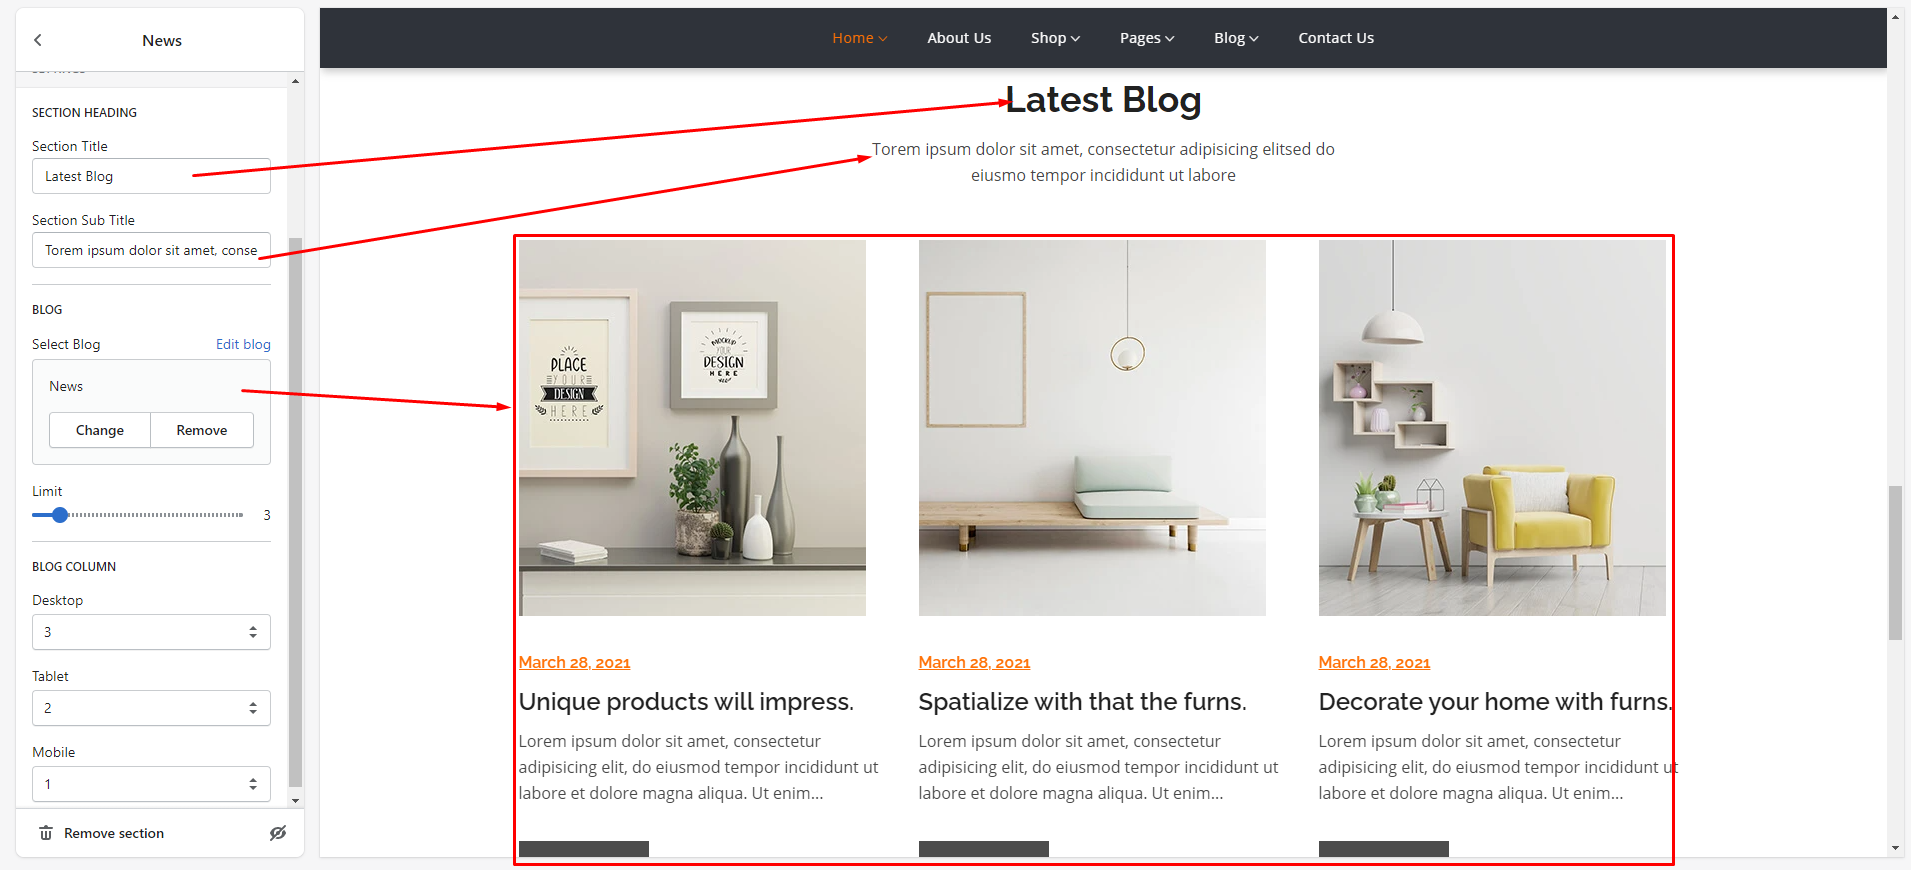 News
SECTION HEADING
Section Title
Latest Blog
Section Sub Title
Torem ipsum dolor sit amet, conse
BLOG
Select Blog
Edit blog
News
Change
Remove
Limit
3
BLOG COLUMN
Desktop
3
Tablet
2
Mobile
1
Remove section
Home
About Us
Shop
Pages
Blog
Contact Us
Latest Blog
Torem ipsum dolor sit amet, consectetur adipisicing elitsed do
eiusmo tempor incididunt ut labore
PLACE
YOUR
DESIGN
HERE
MOCKUP
YOUR
DESIGN
HERE
March 28, 2021
Unique products will impress.
Lorem ipsum dolor sit amet, consectetur
adipisicing elit, do eiusmod tempor incididunt ut
labore et dolore magna aliqua. Ut enim...
March 28, 2021
Spatialize with that the furns.
Lorem ipsum dolor sit amet, consectetur
adipisicing elit, do eiusmod tempor incididunt ut
labore et dolore magna aliqua. Ut enim...
March 28, 2021
Decorate your home with furns.
Lorem ipsum dolor sit amet, consectetur
adipisicing elit, do eiusmod tempor incididunt ut
labore et dolore magna aliqua. Ut enim...